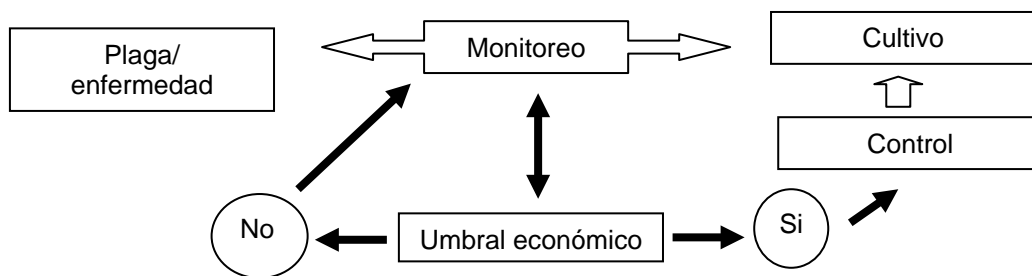 Plaga/
enfermedad
Monitoreo
Cultivo
Control
No
Umbral económico
Si